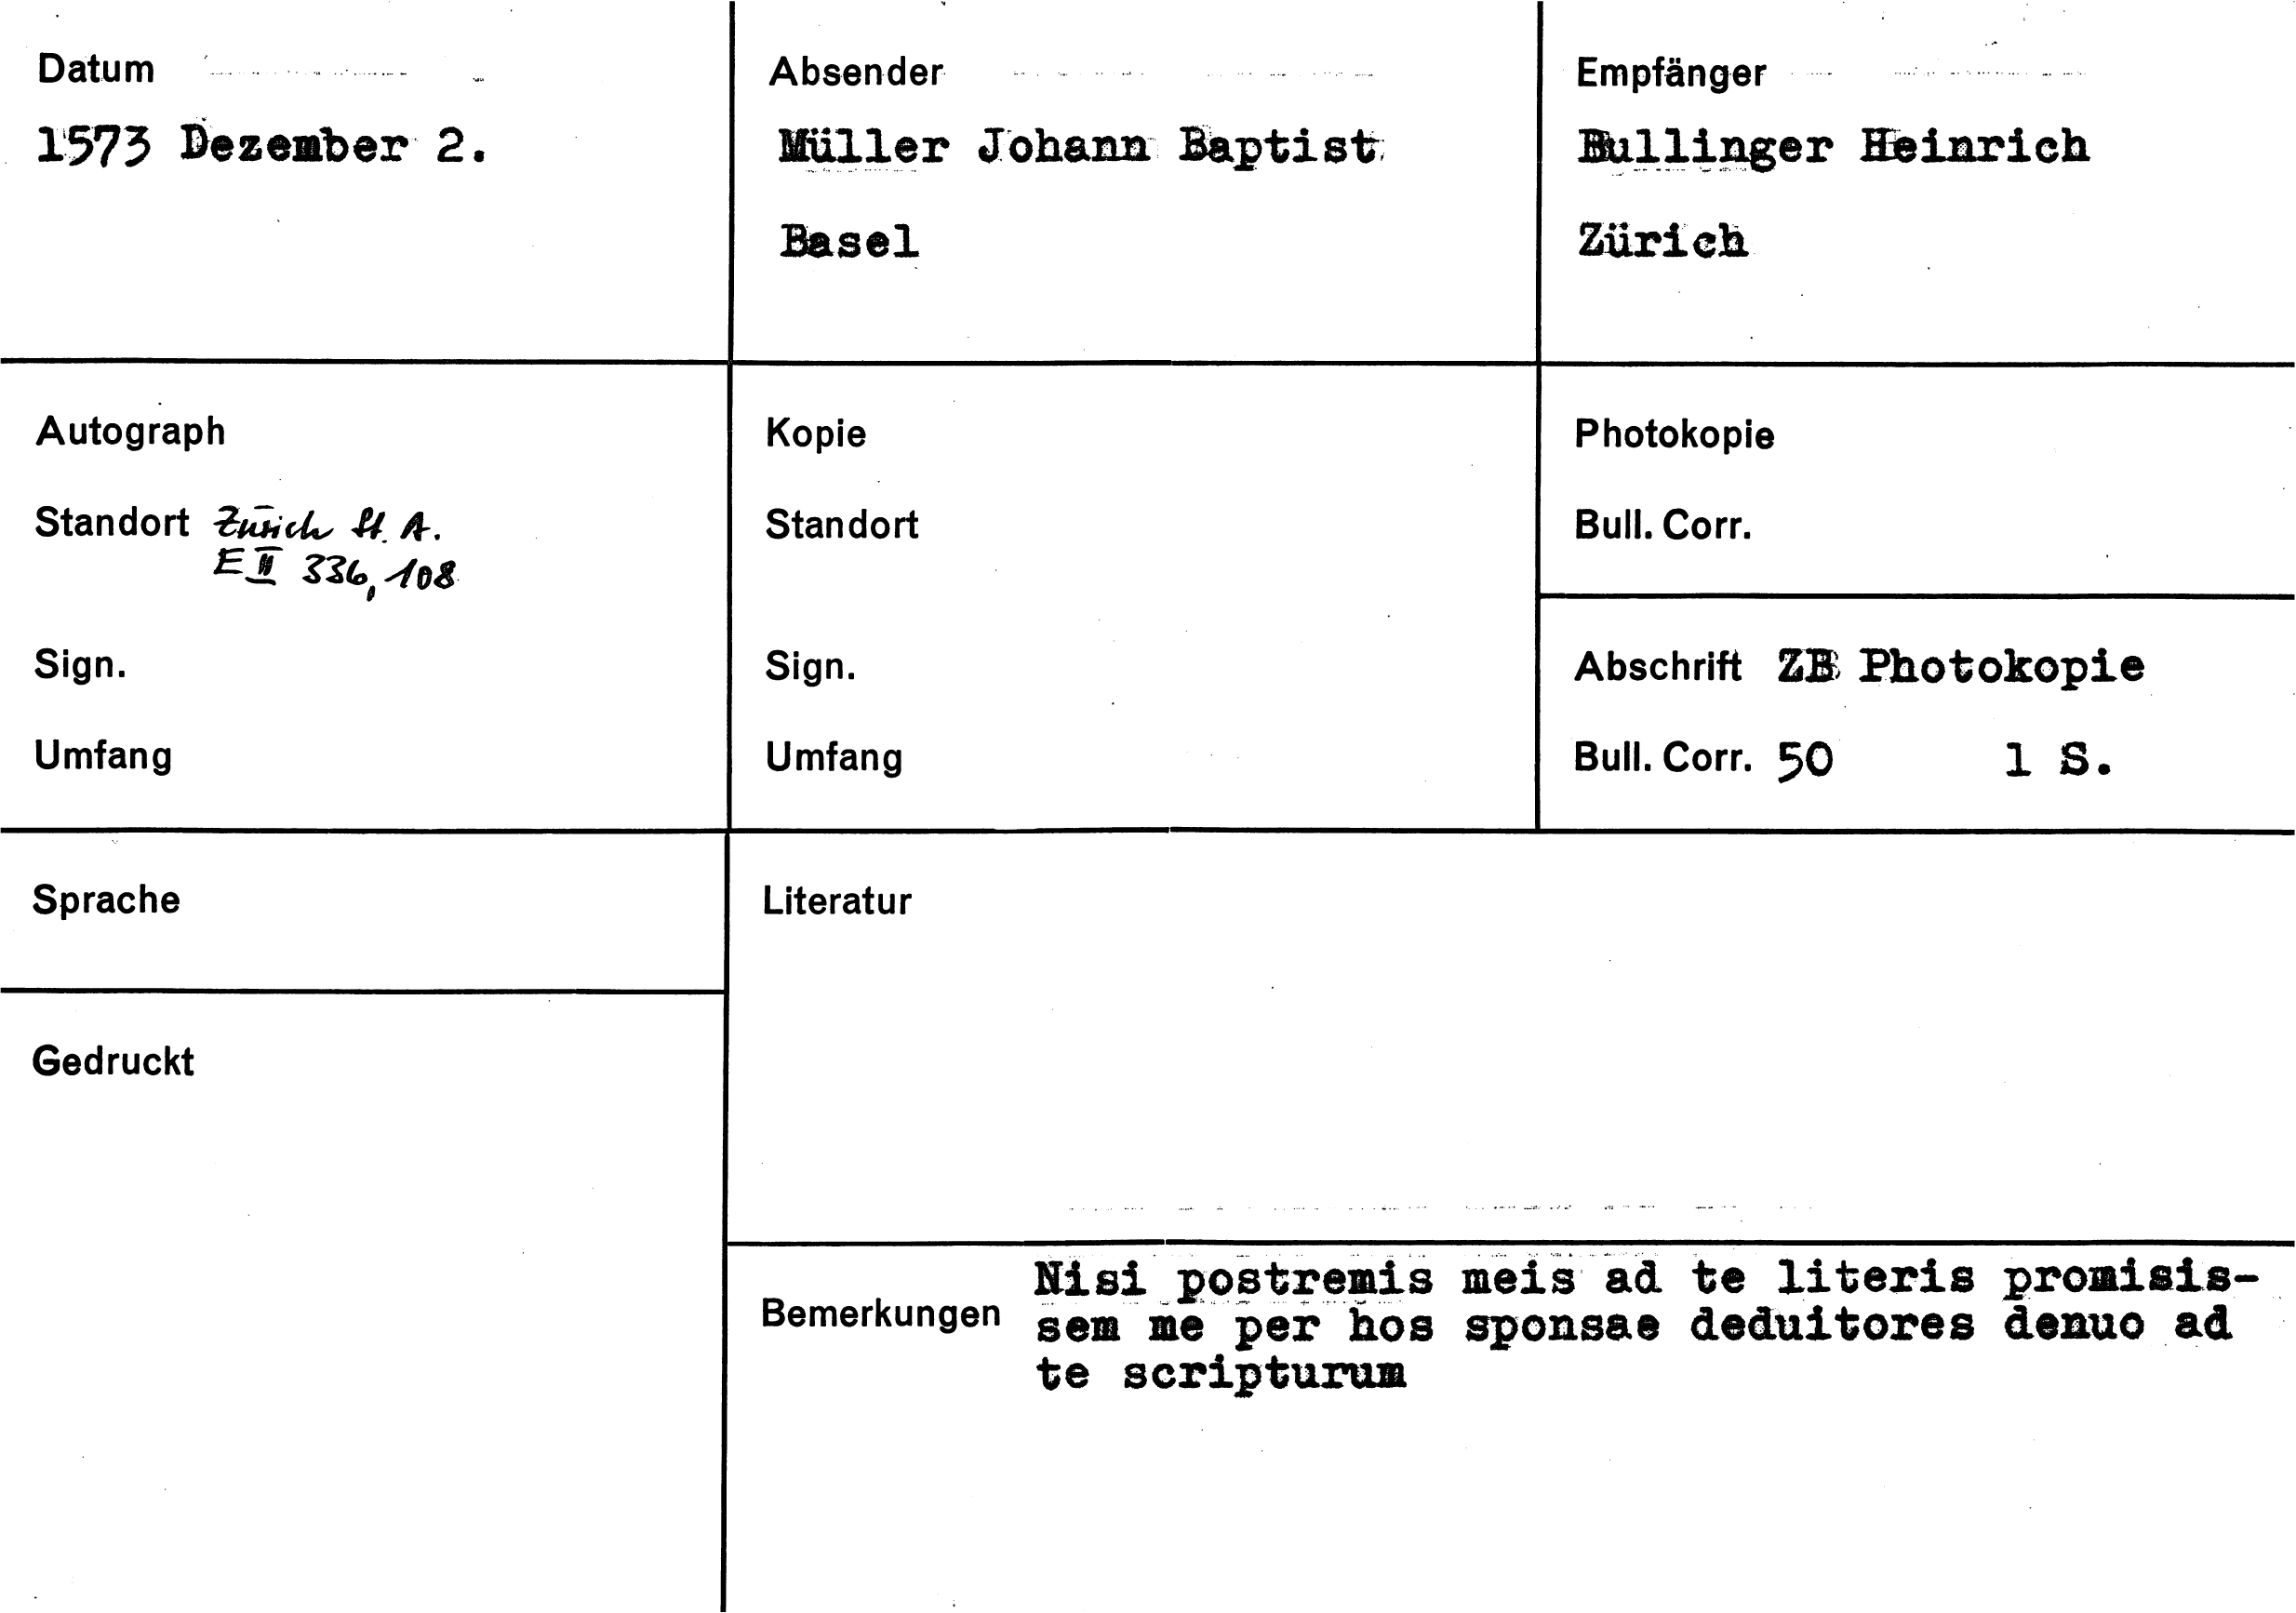 Datum
1573 Dezember 2.
Absender
Müller Johann Baptist
Basel
Empfänger
Bullinger Heinrich
Zürich
Autograph
Standort Zürich St. A.
E II 336, 108
Sign.
Umfang
Kopie
Standort
Sign.
Umfang
Photokopie
Bull. Corr.
Abschrift ZB Photokopie
Bull. Corr. 50 1 S.
Sprache
Gedruckt
Literatur
Bemerkungen
Nisi postremis meis ad te literis promisis-
sem me per hos sponsae deduitores denuo ad
te scripturum